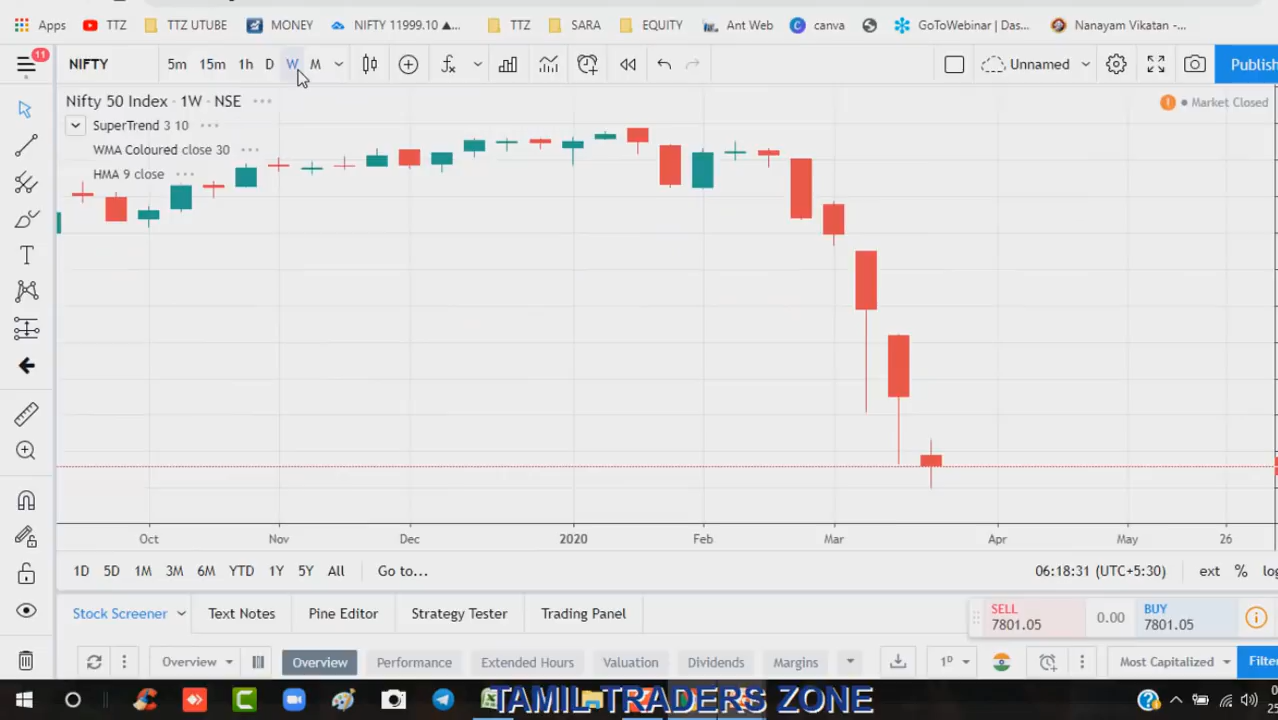 Apps TTZ TTZ UTUBE MONEY NIFTY 11999.10 ▲... TTZ SARA EQUITY Ant Web canva GoToWebinar | Das... Nanayam Vikatan -...
11 NIFTY 5m 15m 1h D W M Unnamed Publish
Nifty 50 Index · 1W · NSE ··· Market Closed
SuperTrend 3 10 ···
WMA Coloured close 30 ···
HMA 9 close ···
Oct Nov Dec 2020 Feb Mar Apr May 26
1D 5D 1M 3M 6M YTD 1Y 5Y All Go to... 06:18:31 (UTC+5:30) ext % log
Stock Screener Text Notes Pine Editor Strategy Tester Trading Panel
SELL 7801.05 0.00 BUY 7801.05
Overview Overview Performance Extended Hours Valuation Dividends Margins 1D Most Capitalized Filter
TAMIL TRADERS ZONE